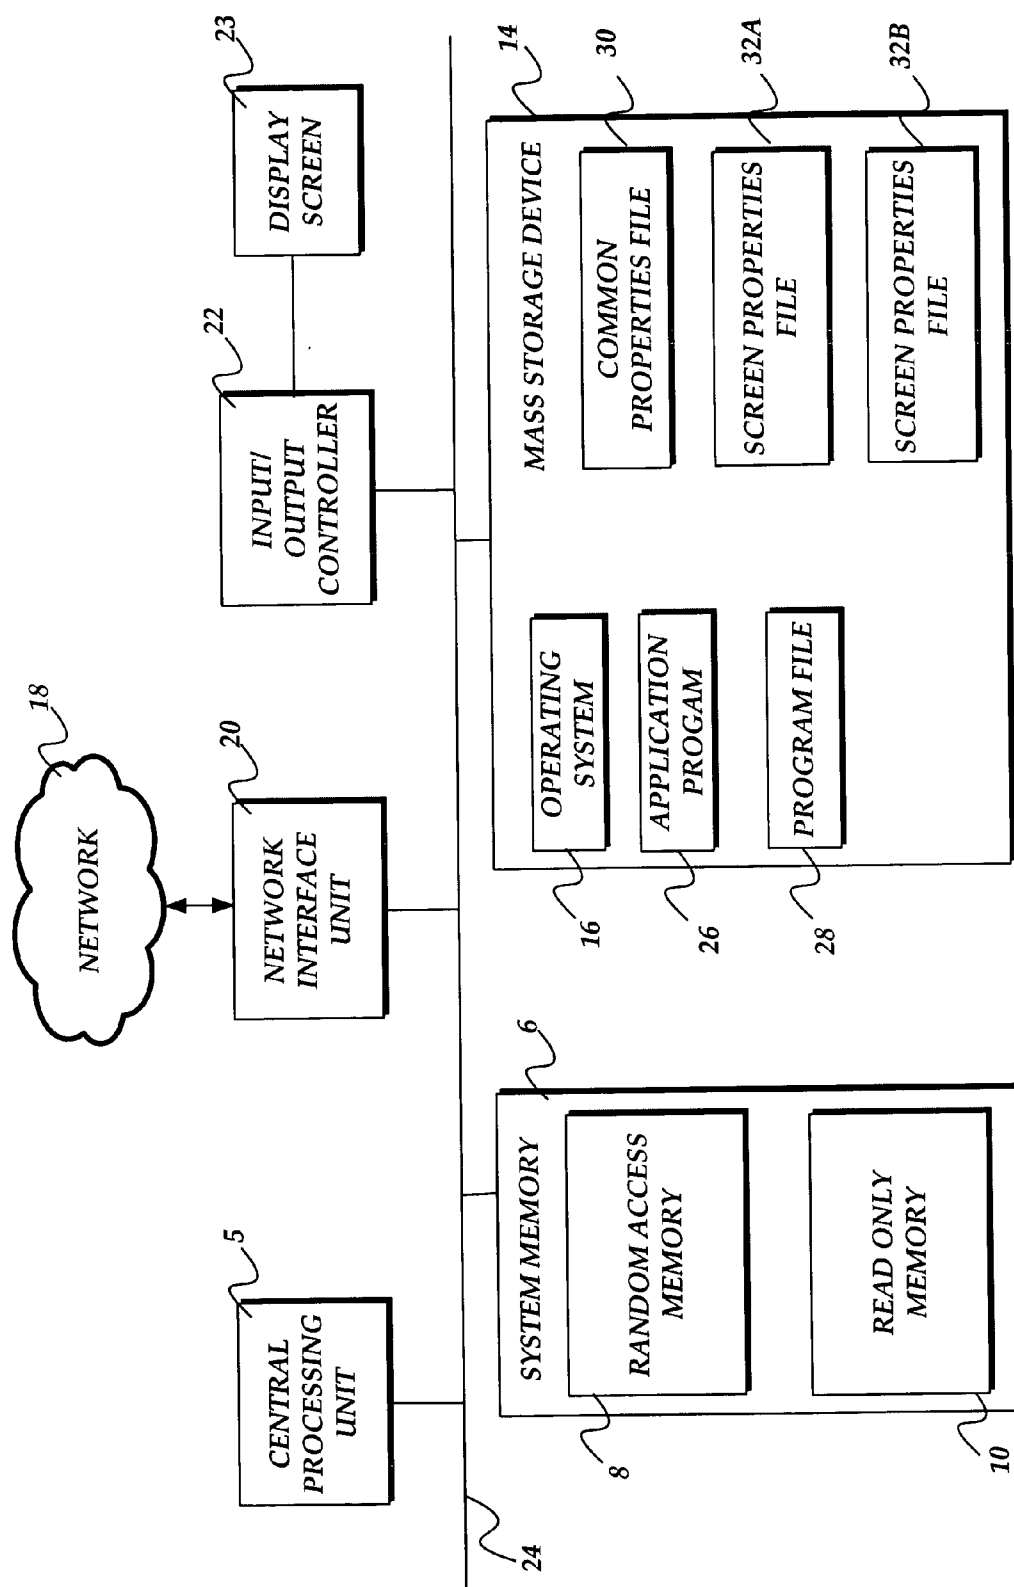 18
NETWORK
5
CENTRAL
PROCESSING
UNIT
20
NETWORK
INTERFACE
UNIT
22
INPUT/
OUTPUT
CONTROLLER
23
DISPLAY
SCREEN
24
6
SYSTEM MEMORY
RANDOM ACCESS
MEMORY
8
READ ONLY
MEMORY
10
14
MASS STORAGE DEVICE
OPERATING
SYSTEM
16
APPLICATION
PROGAM
26
PROGRAM FILE
28
30
COMMON
PROPERTIES FILE
32A
SCREEN PROPERTIES
FILE
32B
SCREEN PROPERTIES
FILE